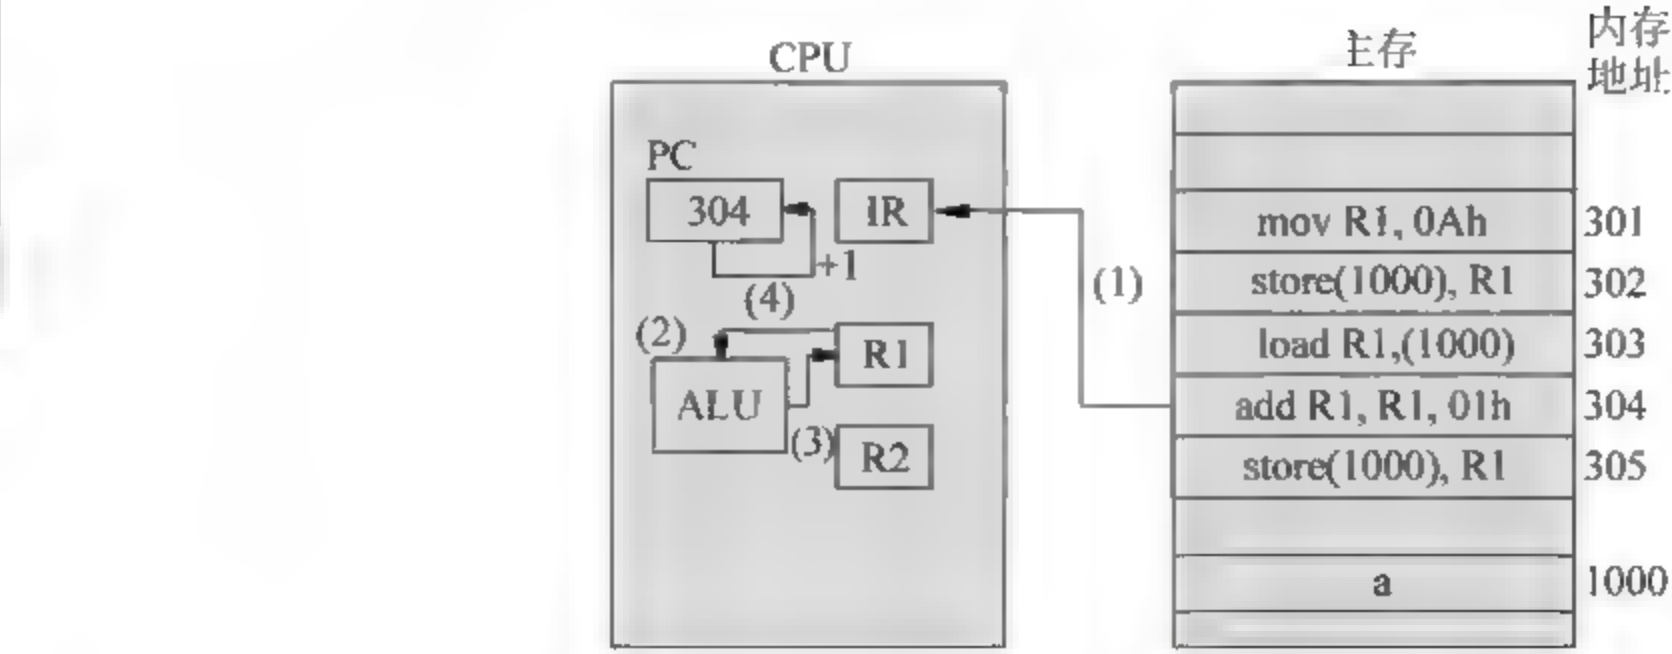 CPU
主存
内存
地址
PC
304
IR
+1
(4)
(1)
(2)
ALU
R1
(3)
R2
mov R1, 0Ah 301
store(1000), R1 302
load R1,(1000) 303
add R1, R1, 01h 304
store(1000), R1 305
a 1000